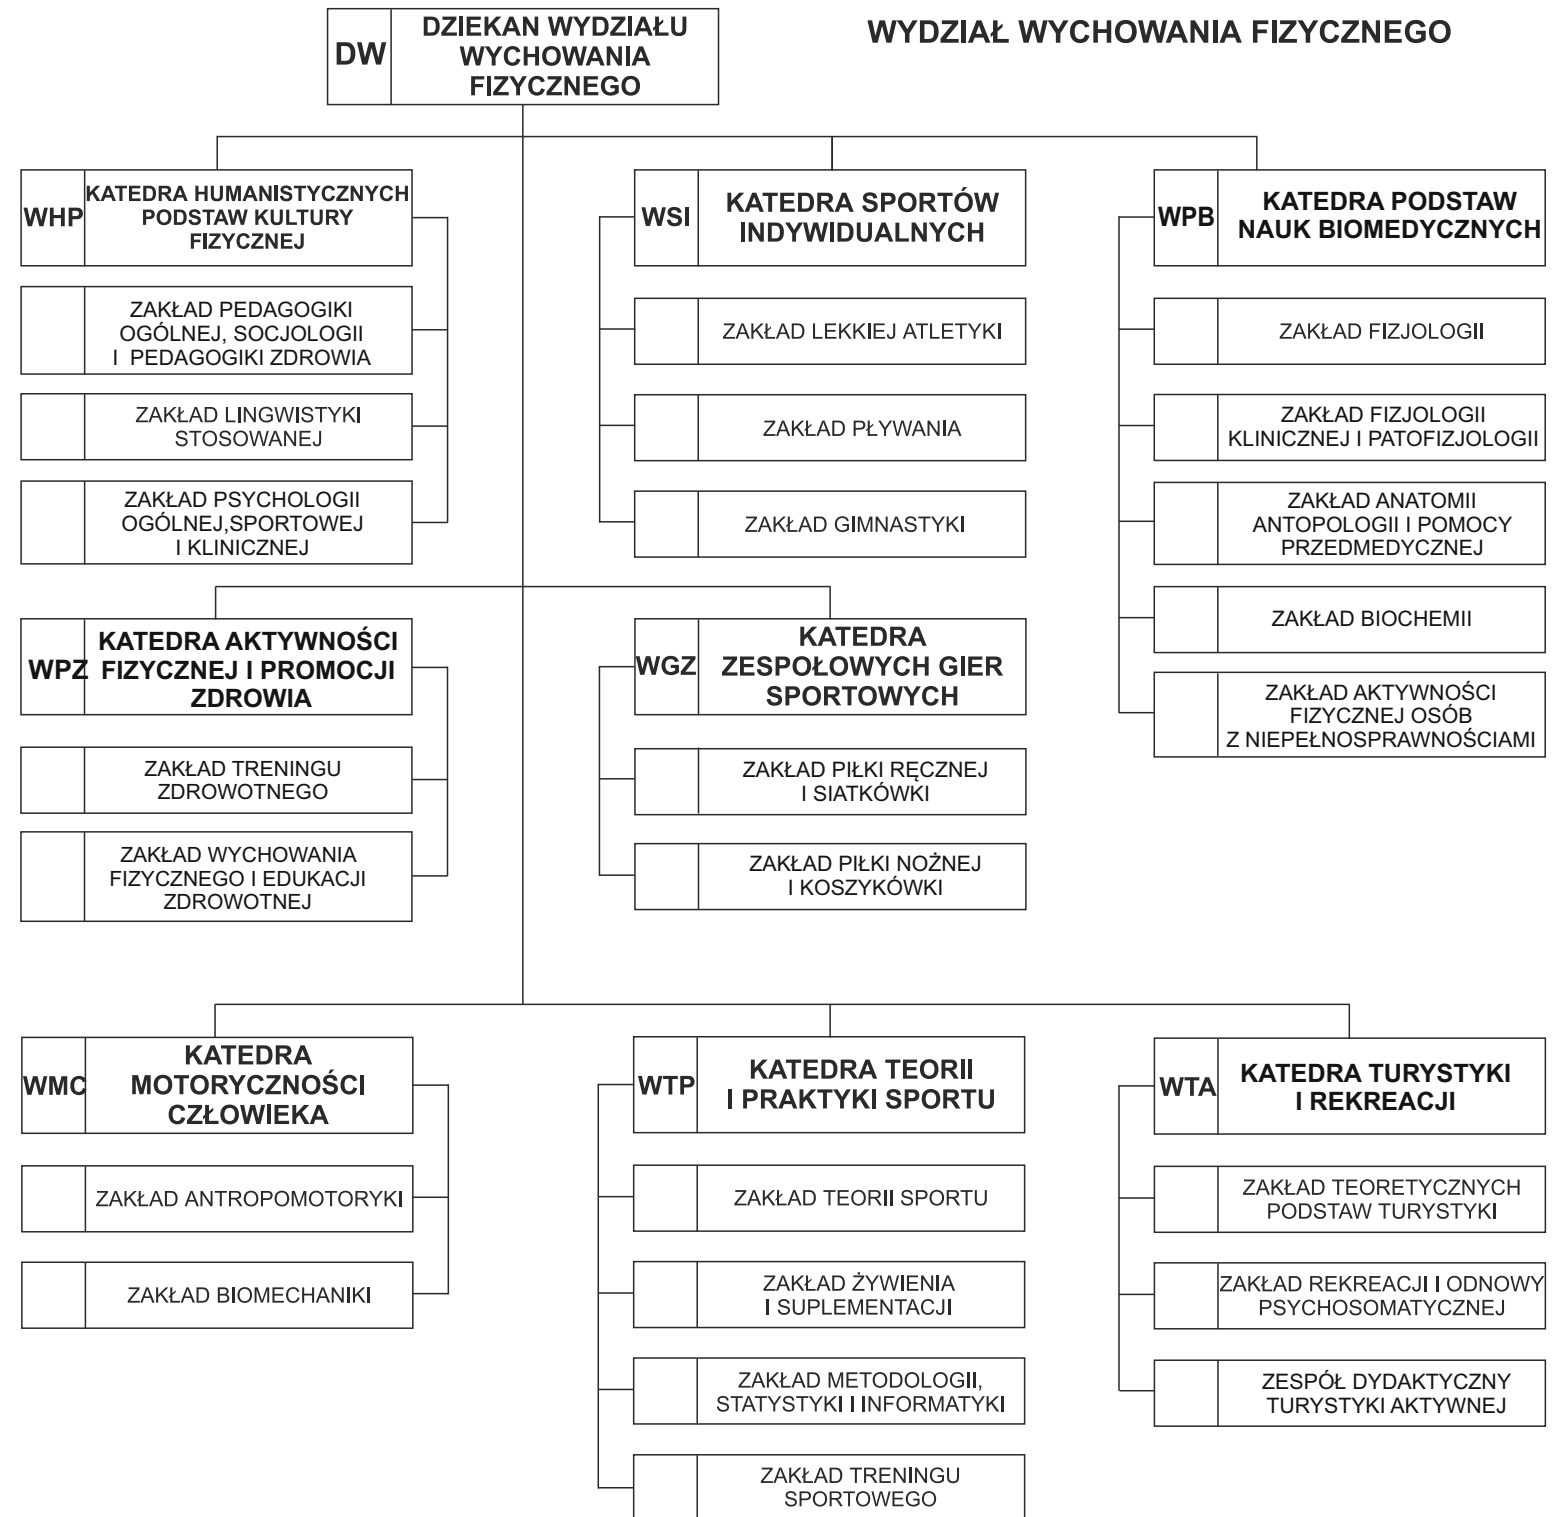 WYDZIAŁ WYCHOWANIA FIZYCZNEGO
DW
DZIEKAN WYDZIAŁU
WYCHOWANIA
FIZYCZNEGO
WHP
KATEDRA HUMANISTYCZNYCH
PODSTAW KULTURY
FIZYCZNEJ
ZAKŁAD PEDAGOGIKI
OGÓLNEJ, SOCJOLOGII
I PEDAGOGIKI ZDROWIA
ZAKŁAD LINGWISTYKI
STOSOWANEJ
ZAKŁAD PSYCHOLOGII
OGÓLNEJ,SPORTOWEJ
I KLINICZNEJ
WSI
KATEDRA SPORTÓW
INDYWIDUALNYCH
ZAKŁAD LEKKIEJ ATLETYKI
ZAKŁAD PŁYWANIA
ZAKŁAD GIMNASTYKI
WPB
KATEDRA PODSTAW
NAUK BIOMEDYCZNYCH
ZAKŁAD FIZJOLOGII
ZAKŁAD FIZJOLOGII
KLINICZNEJ I PATOFIZJOLOGII
ZAKŁAD ANATOMII
ANTOPOLOGII I POMOCY
PRZEDMEDYCZNEJ
ZAKŁAD BIOCHEMII
ZAKŁAD AKTYWNOŚCI
FIZYCZNEJ OSÓB
Z NIEPEŁNOSPRAWNOŚCIAMI
WPZ
KATEDRA AKTYWNOŚCI
FIZYCZNEJ I PROMOCJI
ZDROWIA
ZAKŁAD TRENINGU
ZDROWOTNEGO
ZAKŁAD WYCHOWANIA
FIZYCZNEGO I EDUKACJI
ZDROWOTNEJ
WGZ
KATEDRA
ZESPOŁOWYCH GIER
SPORTOWYCH
ZAKŁAD PIŁKI RĘCZNEJ
I SIATKÓWKI
ZAKŁAD PIŁKI NOŻNEJ
I KOSZYKÓWKI
WMC
KATEDRA
MOTORYCZNOŚCI
CZŁOWIEKA
ZAKŁAD ANTROPOMOTORYKI
ZAKŁAD BIOMECHANIKI
WTP
KATEDRA TEORII
I PRAKTYKI SPORTU
ZAKŁAD TEORII SPORTU
ZAKŁAD ŻYWIENIA
I SUPLEMENTACJI
ZAKŁAD METODOLOGII,
STATYSTYKI I INFORMATYKI
ZAKŁAD TRENINGU
SPORTOWEGO
WTA
KATEDRA TURYSTYKI
I REKREACJI
ZAKŁAD TEORETYCZNYCH
PODSTAW TURYSTYKI
ZAKŁAD REKREACJI I ODNOWY
PSYCHOSOMATYCZNEJ
ZESPÓŁ DYDAKTYCZNY
TURYSTYKI AKTYWNEJ